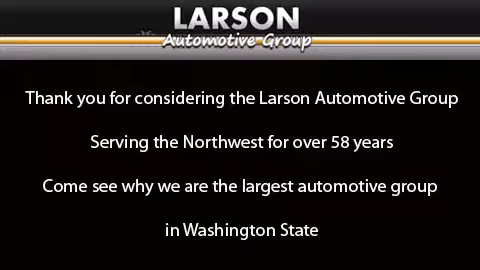 LARSON
Automotive Group
Thank you for considering the Larson Automotive Group
Serving the Northwest for over 58 years
Come see why we are the largest automotive group
in Washington State